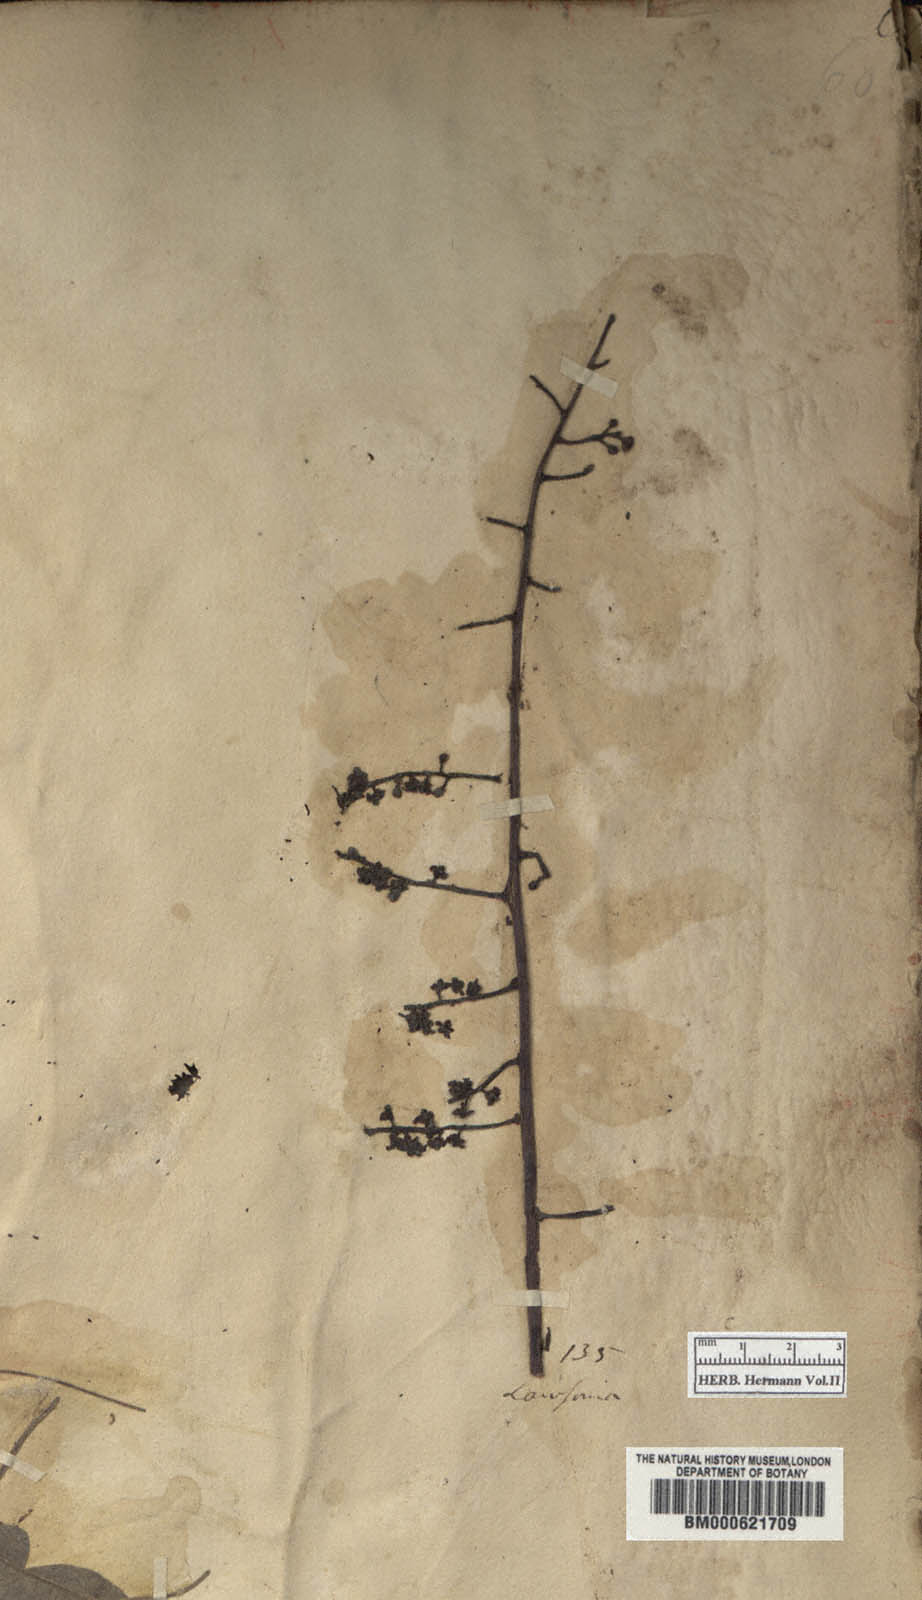 60
135
Lawsonia
mm 1 2 3
HERB. Hermann Vol.II
THE NATURAL HISTORY MUSEUM,LONDON
DEPARTMENT OF BOTANY
BM000621709